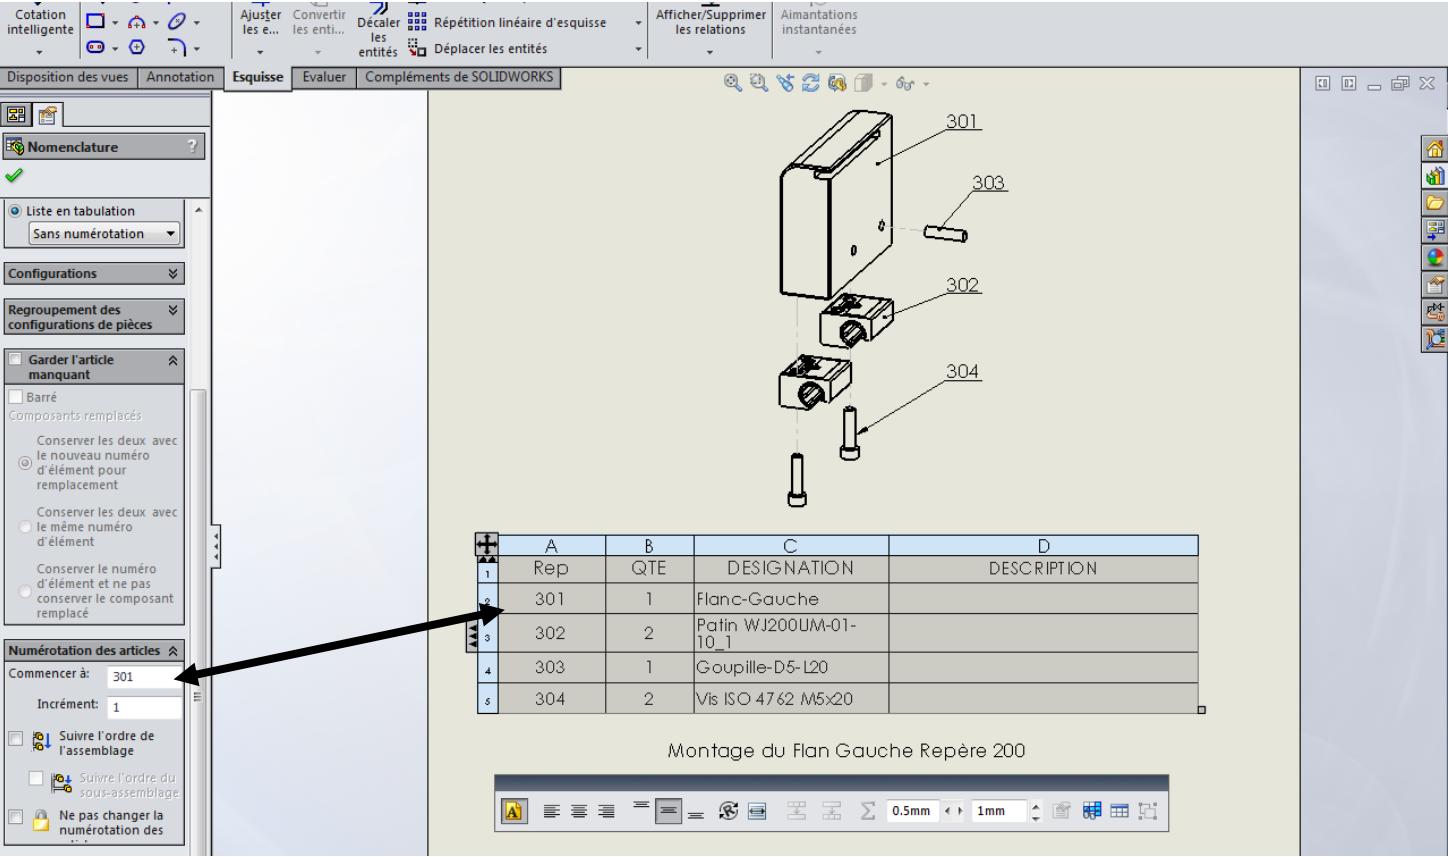 Cotation
intelligente
Ajuster
les e...
Convertir
les enti...
Décaler
les
entités
Répétition linéaire d'esquisse
Déplacer les entités
Afficher/Supprimer
les relations
Aimantations
instantanées
Disposition des vues
Annotation
Esquisse
Evaluer
Compléments de SOLIDWORKS
Nomenclature
?
Liste en tabulation
Sans numérotation
Configurations
Regroupement des
configurations de pièces
Garder l'article
manquant
Barré
Composants remplacés
Conserver les deux avec
le nouveau numéro
d'élément pour
remplacement
Conserver les deux avec
le même numéro
d'élément
Conserver le numéro
d'élément et ne pas
conserver le composant
remplacé
Numérotation des articles
Commencer à: 301
Incrément: 1
Suivre l'ordre de
l'assemblage
Suivre l'ordre du
sous-assemblage
Ne pas changer la
numérotation des
301
303
302
304
A B C D
1 Rep QTE DESIGNATION DESCRIPTION
2 301 1 Flanc-Gauche
3 302 2 Patin WJ200UM-01-
10_1
4 303 1 Goupille-D5-L20
5 304 2 Vis ISO 4762 M5x20
Montage du Flan Gauche Repère 200
A
0.5mm
1mm